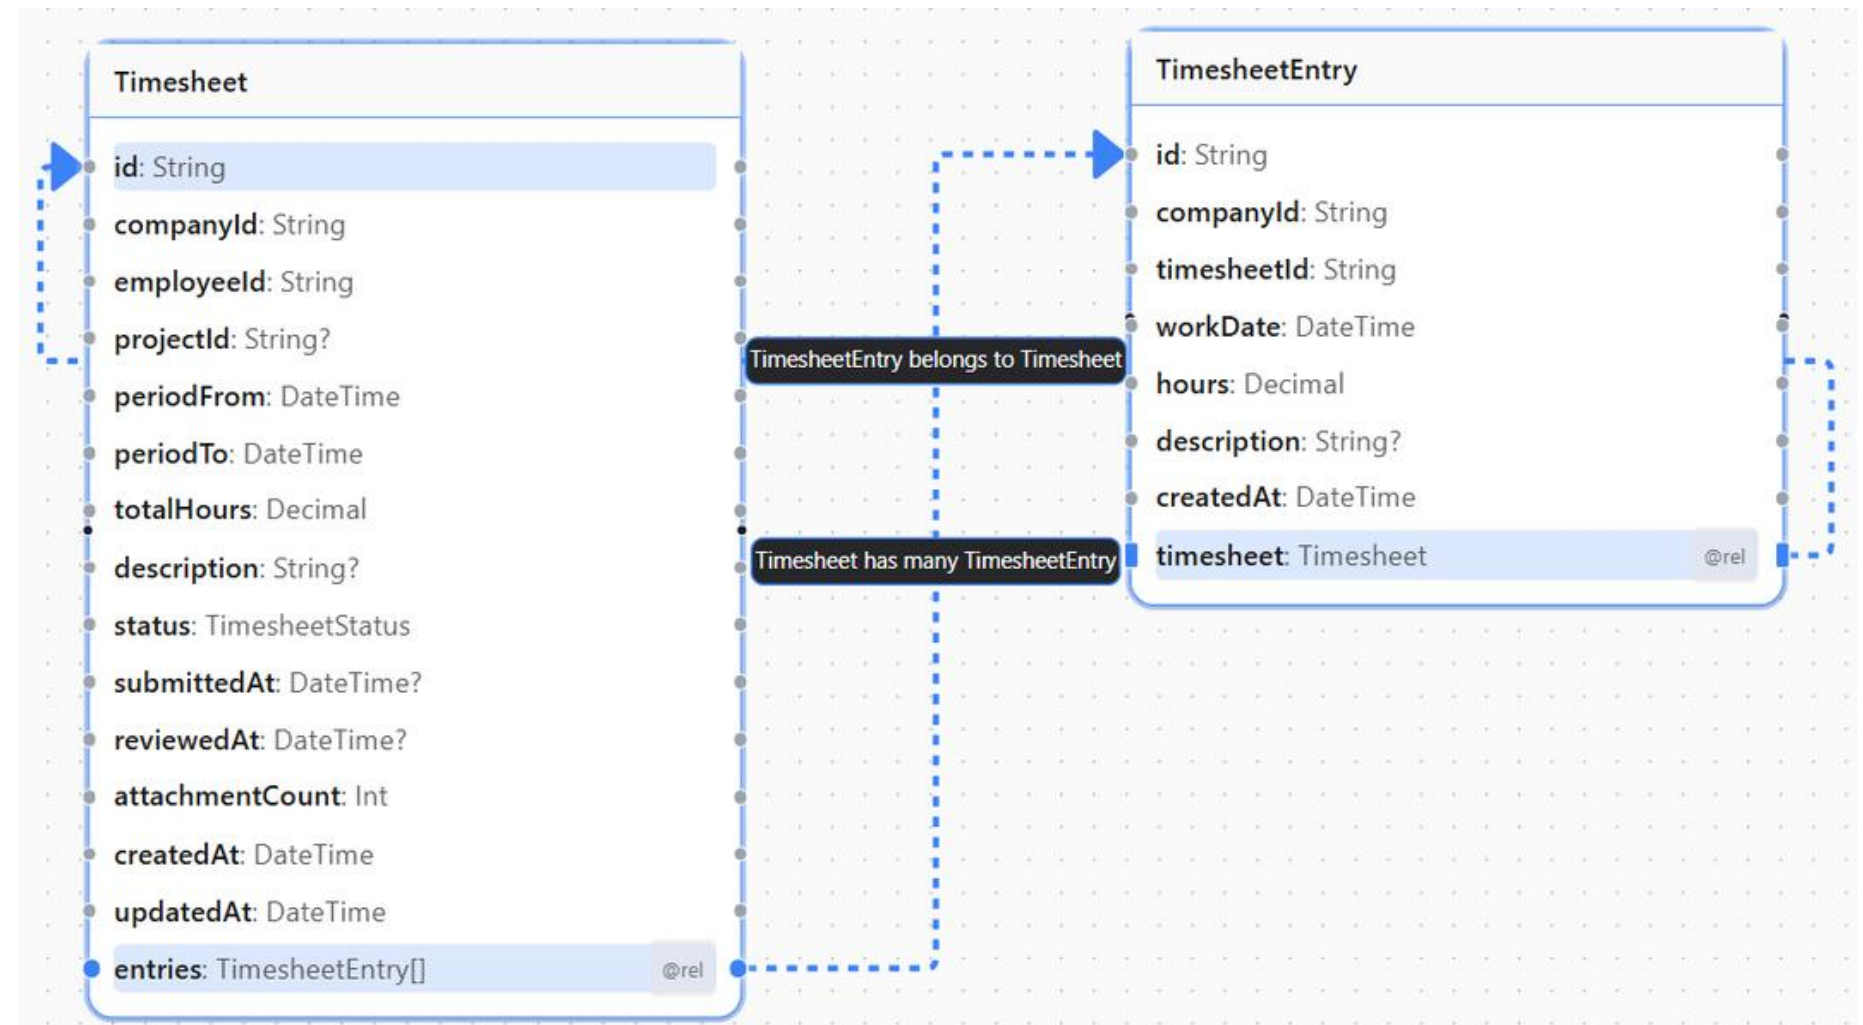 Timesheet
id: String
companyId: String
employeeId: String
projectId: String?
periodFrom: DateTime
periodTo: DateTime
totalHours: Decimal
description: String?
status: TimesheetStatus
submittedAt: DateTime?
reviewedAt: DateTime?
attachmentCount: Int
createdAt: DateTime
updatedAt: DateTime
entries: TimesheetEntry[] @rel
TimesheetEntry belongs to Timesheet
Timesheet has many TimesheetEntry
TimesheetEntry
id: String
companyId: String
timesheetId: String
workDate: DateTime
hours: Decimal
description: String?
createdAt: DateTime
timesheet: Timesheet @rel